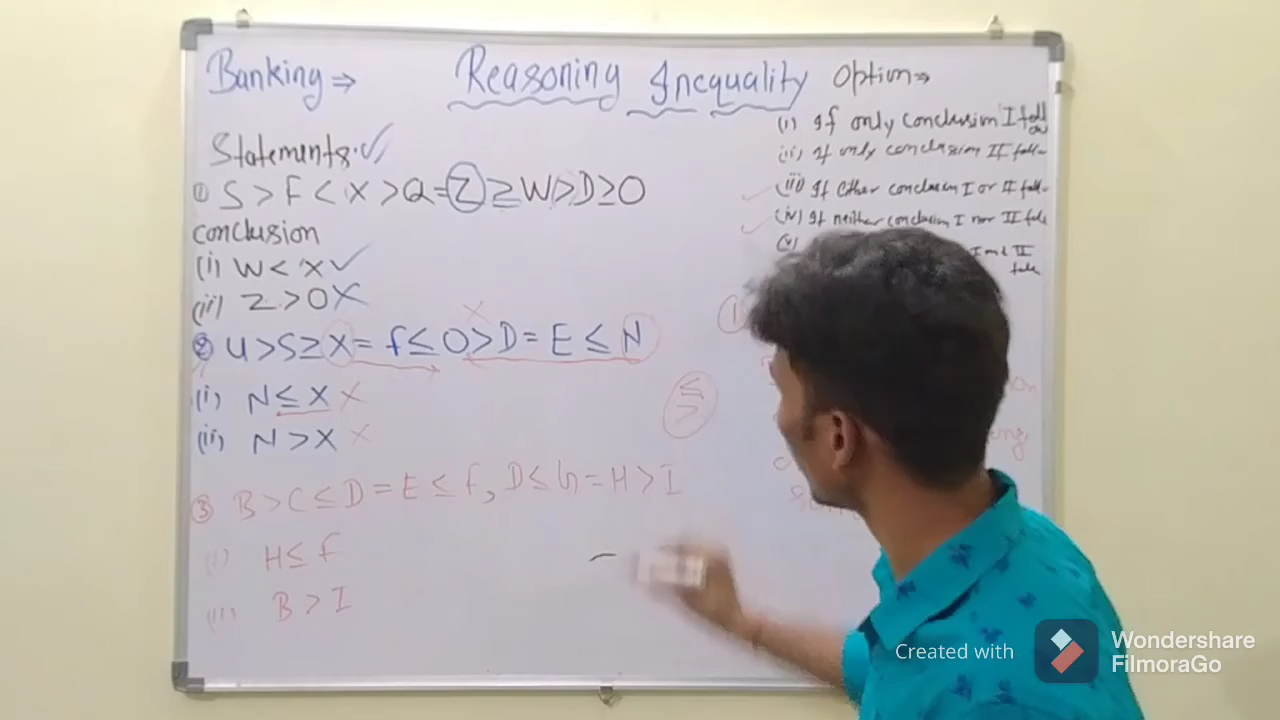 Banking ⇒ Reasoning Inequality Option ⇒
(i) If only conclusion I follow
Statements:✓
(ii) If only conclusion II follow
① S > F < X > Q = Z ≥ W > D ≥ O
(iii) If Either conclusion I or II follow
(iv) If neither conclusion I nor II follow
conclusion
(v) I and II
(i) W < X ✓
(ii) Z > O X
② U > S ≥ X = f ≤ O > D = E ≤ N
(i) N ≤ X X
≤
>
(ii) N > X X
③ B > C ≤ D = E ≤ f, D ≤ G = H > I
(i) H ≤ f
(ii) B > I
Created with Wondershare
FilmoraGo